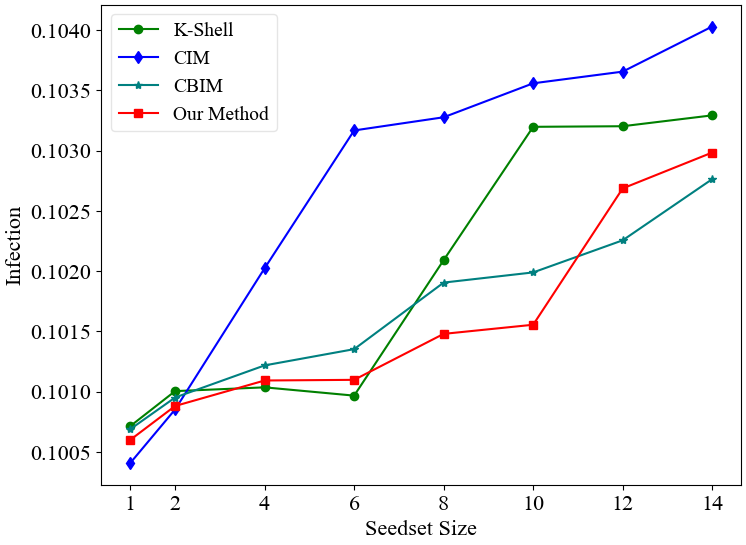 K-Shell
CIM
CBIM
Our Method
0.1040
0.1035
0.1030
0.1025
0.1020
0.1015
0.1010
0.1005
Infection
1 2 4 6 8 10 12 14
Seedset Size